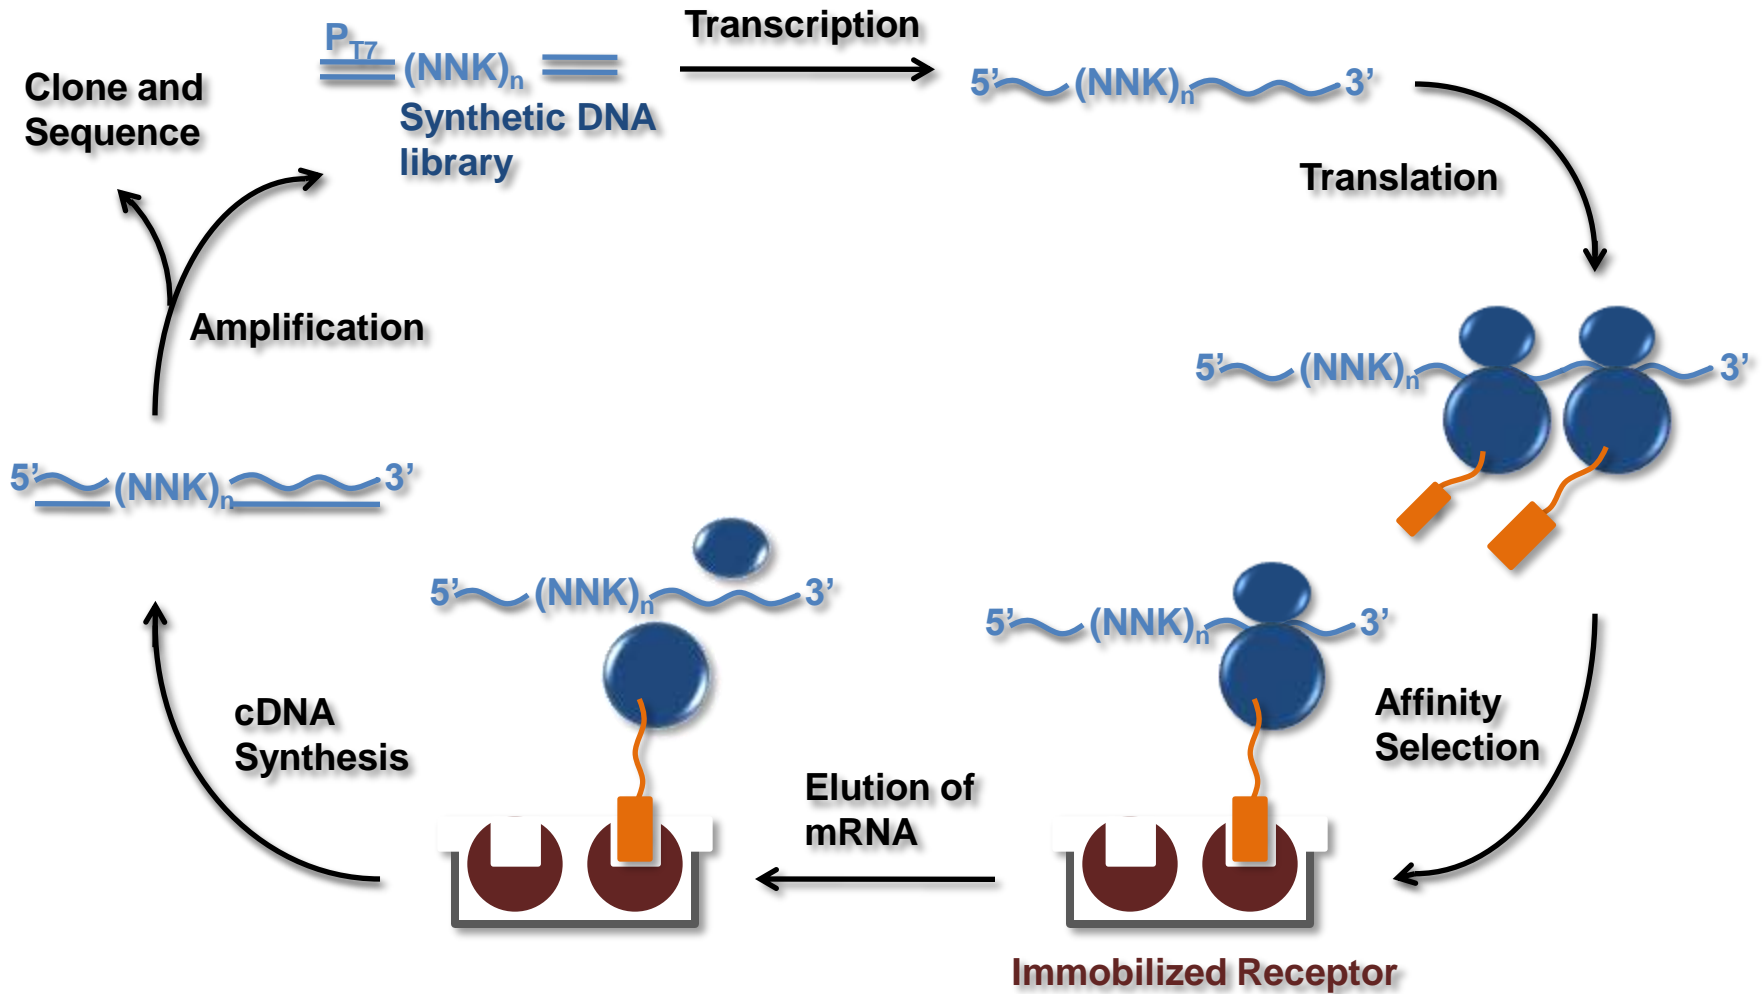 Transcription
P_T7
(NNK)n
Synthetic DNA
library
Clone and
Sequence
5’ (NNK)n 3’
Translation
Amplification
5’ (NNK)n 3’
5’ (NNK)n 3’
5’ (NNK)n 3’
5’ (NNK)n 3’
Affinity
Selection
cDNA
Synthesis
Elution of
mRNA
Immobilized Receptor